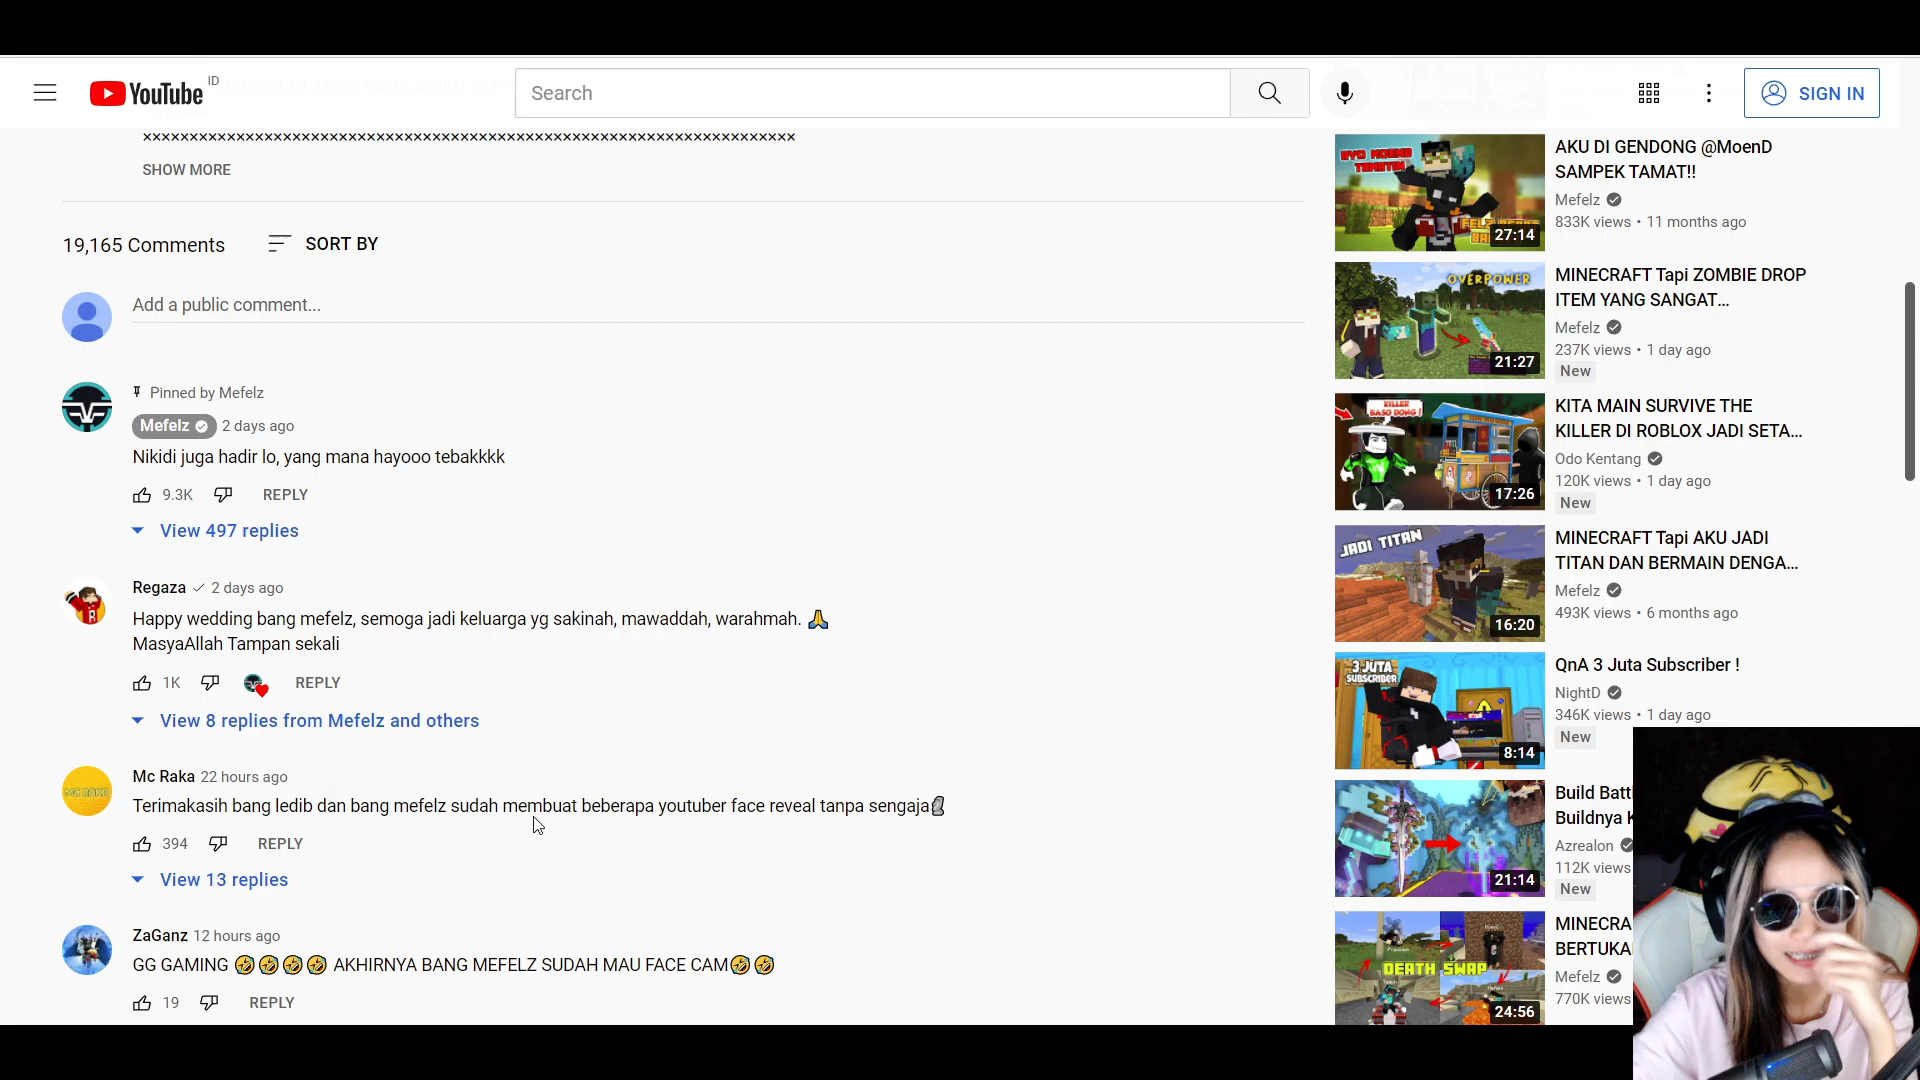 YouTube
ID
Search
SIGN IN
xxxxxxxxxxxxxxxxxxxxxxxxxxxxxxxxxxxxxxxxxxxxxxxxxxxxxxxxxxxxxxxxxxxxxxx
SHOW MORE
19,165 Comments
SORT BY
Add a public comment...
Pinned by Mefelz
Mefelz 2 days ago
Nikidi juga hadir lo, yang mana hayooo tebakkkk
9.3K REPLY
View 497 replies
Regaza 2 days ago
Happy wedding bang mefelz, semoga jadi keluarga yg sakinah, mawaddah, warahmah. 🙏
MasyaAllah Tampan sekali
1K REPLY
View 8 replies from Mefelz and others
MC RAKA
Mc Raka 22 hours ago
Terimakasih bang ledib dan bang mefelz sudah membuat beberapa youtuber face reveal tanpa sengaja🗿
394 REPLY
View 13 replies
ZaGanz 12 hours ago
GG GAMING 🤣🤣🤣🤣 AKHIRNYA BANG MEFELZ SUDAH MAU FACE CAM🤣🤣
19 REPLY
27:14
AKU DI GENDONG @MoenD
SAMPEK TAMAT!!
Mefelz
833K views • 11 months ago
OVERPOWER
21:27
MINECRAFT Tapi ZOMBIE DROP
ITEM YANG SANGAT...
Mefelz
237K views • 1 day ago
New
KILLER
BASO DONG!
17:26
KITA MAIN SURVIVE THE
KILLER DI ROBLOX JADI SETA...
Odo Kentang
120K views • 1 day ago
New
JADI TITAN
16:20
MINECRAFT Tapi AKU JADI
TITAN DAN BERMAIN DENGA...
Mefelz
493K views • 6 months ago
3 JUTA
SUBSCRIBER
8:14
QnA 3 Juta Subscriber !
NightD
346K views • 1 day ago
New
21:14
Build Batt
Buildnya
Azrealon
112K views
New
DEATH SWAP
24:56
MINECRA
BERTUKA
Mefelz
770K views